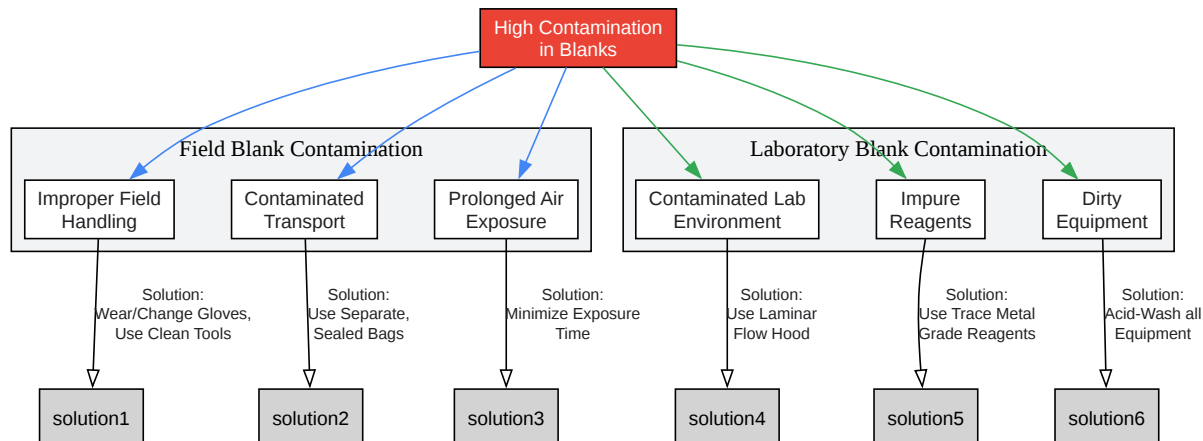 High Contamination
in Blanks
Field Blank Contamination
Laboratory Blank Contamination
Improper Field
Handling
Contaminated
Transport
Prolonged Air
Exposure
Contaminated Lab
Environment
Impure
Reagents
Dirty
Equipment
Solution:
Wear/Change Gloves,
Use Clean Tools
Solution:
Use Separate,
Sealed Bags
Solution:
Minimize Exposure
Time
Solution:
Use Laminar
Flow Hood
Solution:
Use Trace Metal
Grade Reagents
Solution:
Acid-Wash all
Equipment
solution1
solution2
solution3
solution4
solution5
solution6